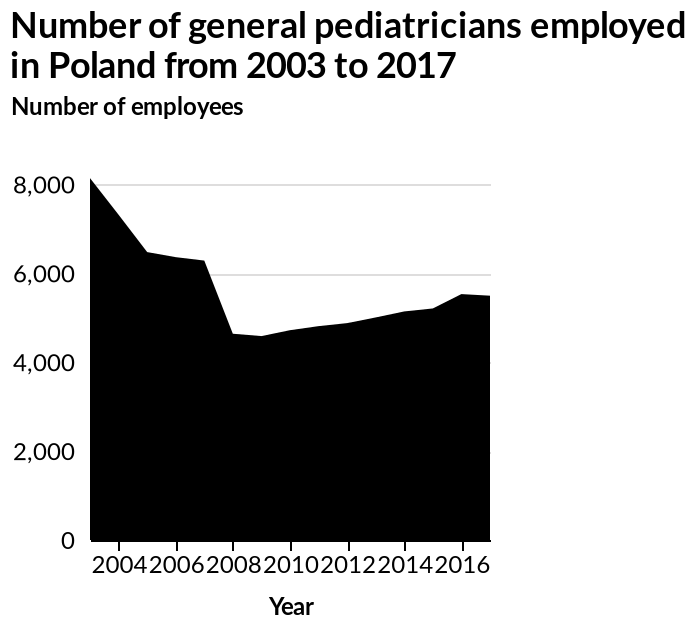 Number of general pediatricians employed
in Poland from 2003 to 2017
Number of employees
8,000
6,000
4,000
2,000
0
2004 2006 2008 2010 2012 2014 2016
Year